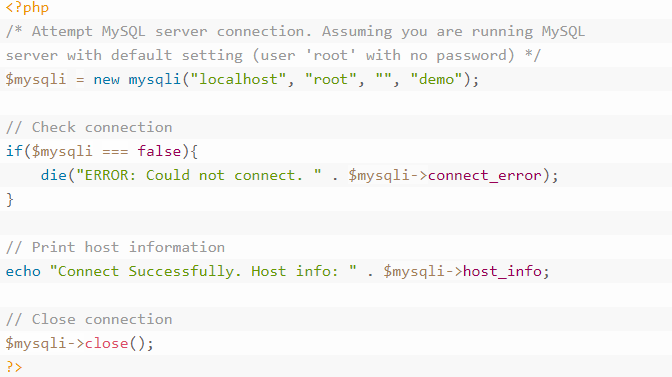 <?php
/* Attempt MySQL server connection. Assuming you are running MySQL
server with default setting (user 'root' with no password) */
$mysqli = new mysqli("localhost", "root", "", "demo");
// Check connection
if($mysqli === false){
    die("ERROR: Could not connect. " . $mysqli->connect_error);
}
// Print host information
echo "Connect Successfully. Host info: " . $mysqli->host_info;
// Close connection
$mysqli->close();
?>